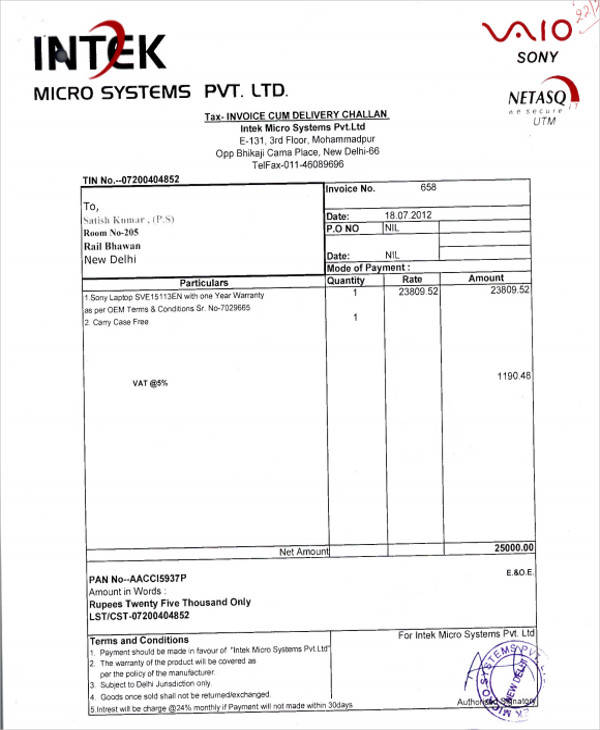 INTEK
MICRO SYSTEMS PVT. LTD.
VAIO
SONY
NETASQ
we secure IT
UTM
Tax- INVOICE CUM DELIVERY CHALLAN
Intek Micro Systems Pvt.Ltd
E-131, 3rd Floor, Mohammadpur
Opp Bhikaji Cama Place, New Delhi-66
TelFax-011-46089696
TIN No.--07200404852
Invoice No. 658
To,
Satish Kumar , (P.S)
Room No-205
Rail Bhawan
New Delhi
Date: 18.07.2012
P.O NO NIL
Date: NIL
Mode of Payment :
Particulars Quantity Rate Amount
1.Sony Laptop SVE15113EN with one Year Warranty 1 23809.52 23809.52
as per OEM Terms & Conditions Sr. No-7029665
2. Carry Case Free 1
VAT @5% 1190.48
Net Amount 25000.00
E.&O.E.
PAN No--AACCI5937P
Amount in Words :
Rupees Twenty Five Thousand Only
LST/CST-07200404852
Terms and Conditions
1. Payment should be made in favour of "Intek Micro Systems Pvt.Ltd"
2. The warranty of the product will be covered as
per the policy of the manufacturer.
3. Subject to Delhi Junsdiction only.
4. Goods once sold shall not be returned/exchanged.
5.Intrest will be charge @24% monthly if Payment will not made within 30days
For Intek Micro Systems Pvt. Ltd
Authorised Signatory
NEW DELHI